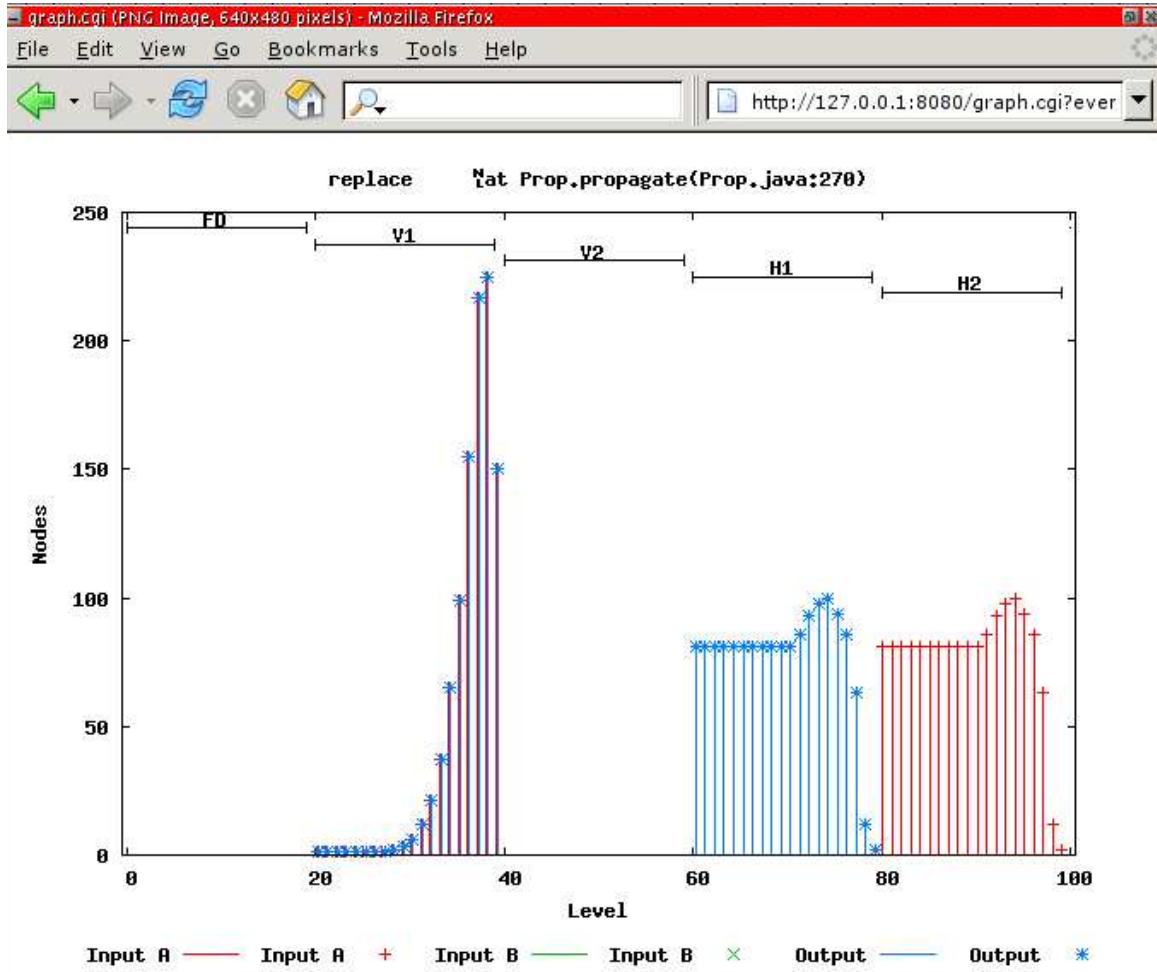 graph.cgi (PNG Image, 640x480 pixels) - Mozilla Firefox
File Edit View Go Bookmarks Tools Help
http://127.0.0.1:8080/graph.cgi?ever
replace NL at Prop.propagate(Prop.java:270)
250
FD
V1
V2
H1
H2
200
150
Nodes
100
50
0
0 20 40 60 80 100
Level
Input A Input A Input B Input B Output Output